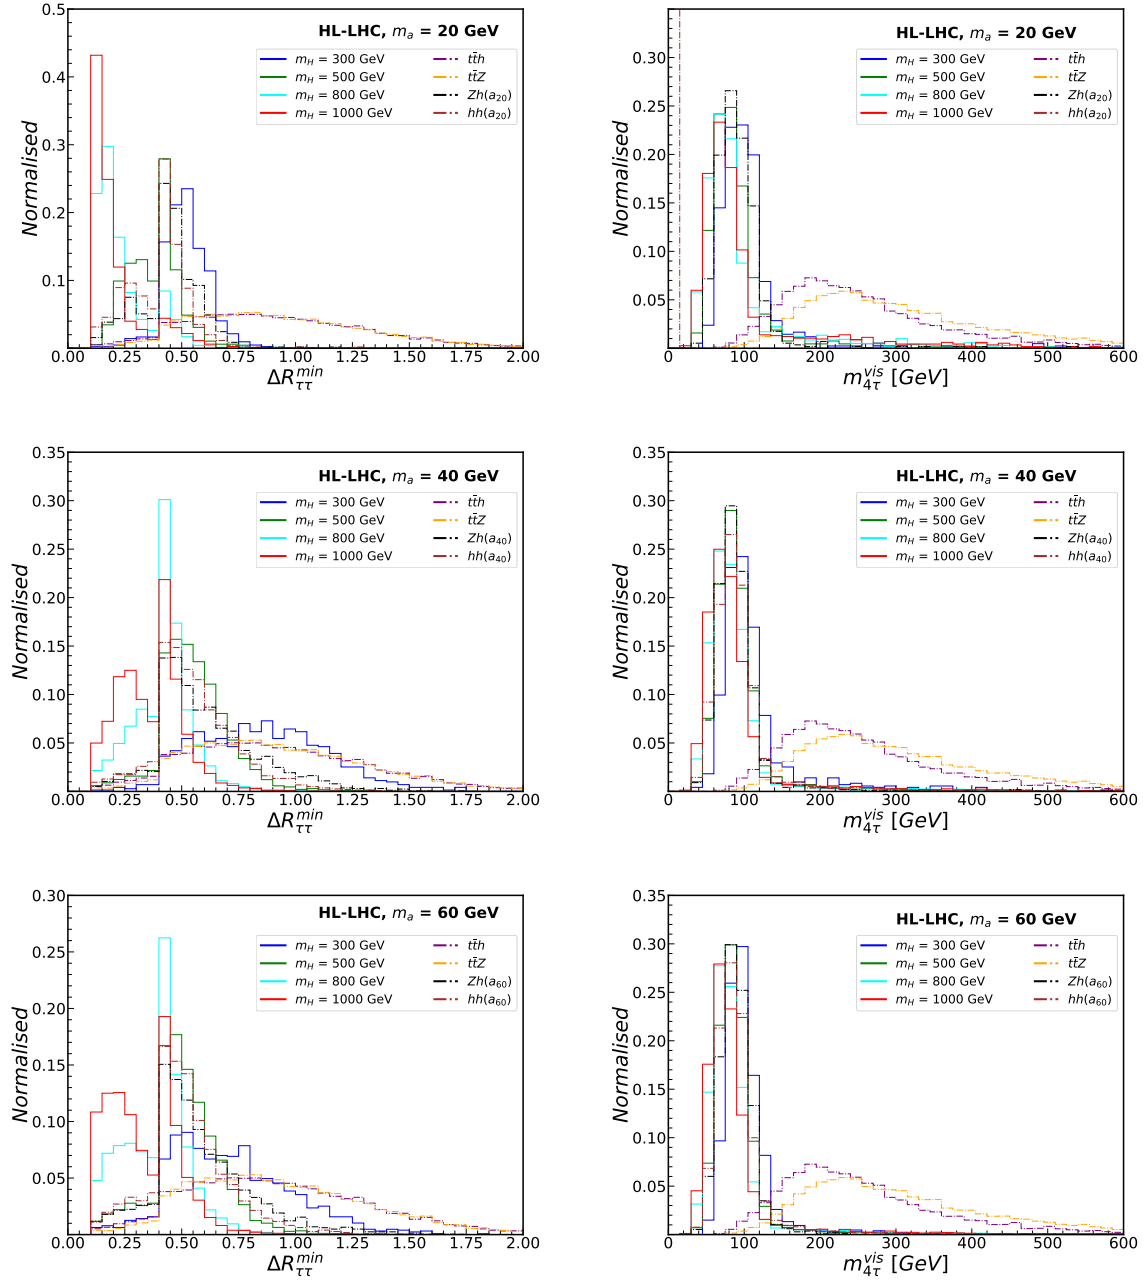 HL-LHC, m_a = 20 GeV
m_H = 300 GeV
m_H = 500 GeV
m_H = 800 GeV
m_H = 1000 GeV
tt̄h
tt̄Z
Zh(a_20)
hh(a_20)
Normalised
0.5
0.4
0.3
0.2
0.1
0.00 0.25 0.50 0.75 1.00 1.25 1.50 1.75 2.00
ΔR_ττ^min
HL-LHC, m_a = 20 GeV
m_H = 300 GeV
m_H = 500 GeV
m_H = 800 GeV
m_H = 1000 GeV
tt̄h
tt̄Z
Zh(a_20)
hh(a_20)
Normalised
0.30
0.25
0.20
0.15
0.10
0.05
0 100 200 300 400 500 600
m_4τ^vis [GeV]
HL-LHC, m_a = 40 GeV
m_H = 300 GeV
m_H = 500 GeV
m_H = 800 GeV
m_H = 1000 GeV
tt̄h
tt̄Z
Zh(a_40)
hh(a_40)
Normalised
0.35
0.30
0.25
0.20
0.15
0.10
0.05
0.00 0.25 0.50 0.75 1.00 1.25 1.50 1.75 2.00
ΔR_ττ^min
HL-LHC, m_a = 40 GeV
m_H = 300 GeV
m_H = 500 GeV
m_H = 800 GeV
m_H = 1000 GeV
tt̄h
tt̄Z
Zh(a_40)
hh(a_40)
Normalised
0.35
0.30
0.25
0.20
0.15
0.10
0.05
0 100 200 300 400 500 600
m_4τ^vis [GeV]
HL-LHC, m_a = 60 GeV
m_H = 300 GeV
m_H = 500 GeV
m_H = 800 GeV
m_H = 1000 GeV
tt̄h
tt̄Z
Zh(a_60)
hh(a_60)
Normalised
0.30
0.25
0.20
0.15
0.10
0.05
0.00 0.25 0.50 0.75 1.00 1.25 1.50 1.75 2.00
ΔR_ττ^min
HL-LHC, m_a = 60 GeV
m_H = 300 GeV
m_H = 500 GeV
m_H = 800 GeV
m_H = 1000 GeV
tt̄h
tt̄Z
Zh(a_60)
hh(a_60)
Normalised
0.35
0.30
0.25
0.20
0.15
0.10
0.05
0 100 200 300 400 500 600
m_4τ^vis [GeV]